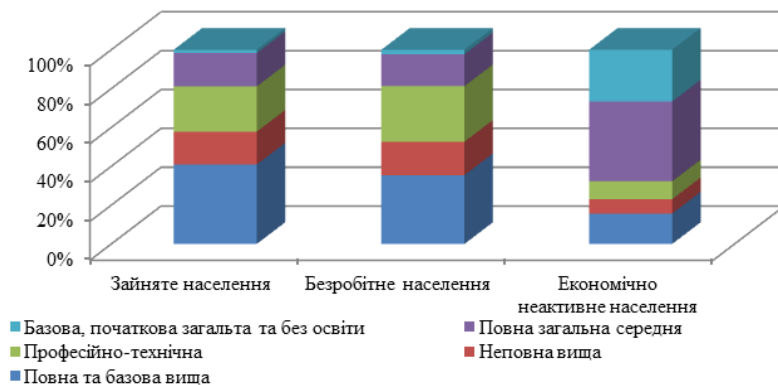 100%
80%
60%
40%
20%
0%
Зайняте населення
Безробітне населення
Економічно
неактивне населення
Базова, початкова загальта та без освіти
Повна загальна середня
Професійно-технічна
Неповна вища
Повна та базова вища